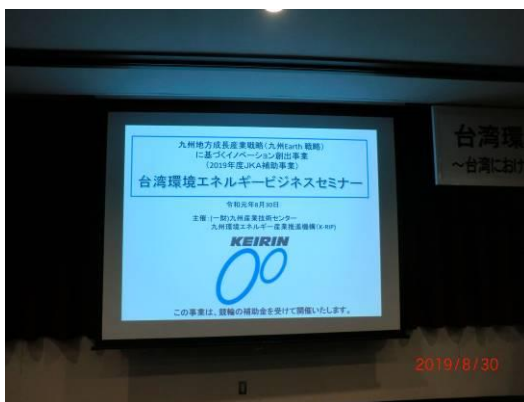 九州地方成長産業戦略(九州Earth 戦略)
に基づくイノベーション創出事業
(2019年度JKA補助事業)
台湾環境エネルギービジネスセミナー
令和元年8月30日
主催:(一財)九州産業技術センター
九州環境エネルギー産業推進機構(K-RIP)
KEIRIN
この事業は、競輪の補助金を受けて開催いたします。
台湾環
~台湾におけ
2019/8/30